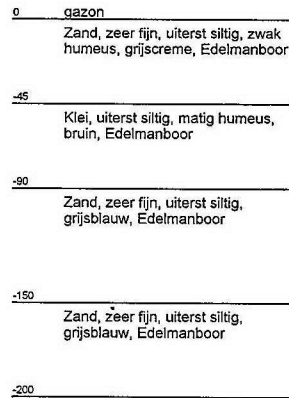 0 gazon
Zand, zeer fijn, uiterst siltig, zwak
humeus, grijscreme, Edelmanboor
-45
Klei, uiterst siltig, matig humeus,
bruin, Edelmanboor
-90
Zand, zeer fijn, uiterst siltig,
grijsblauw, Edelmanboor
-150
Zand, zeer fijn, uiterst siltig,
grijsblauw, Edelmanboor
-200